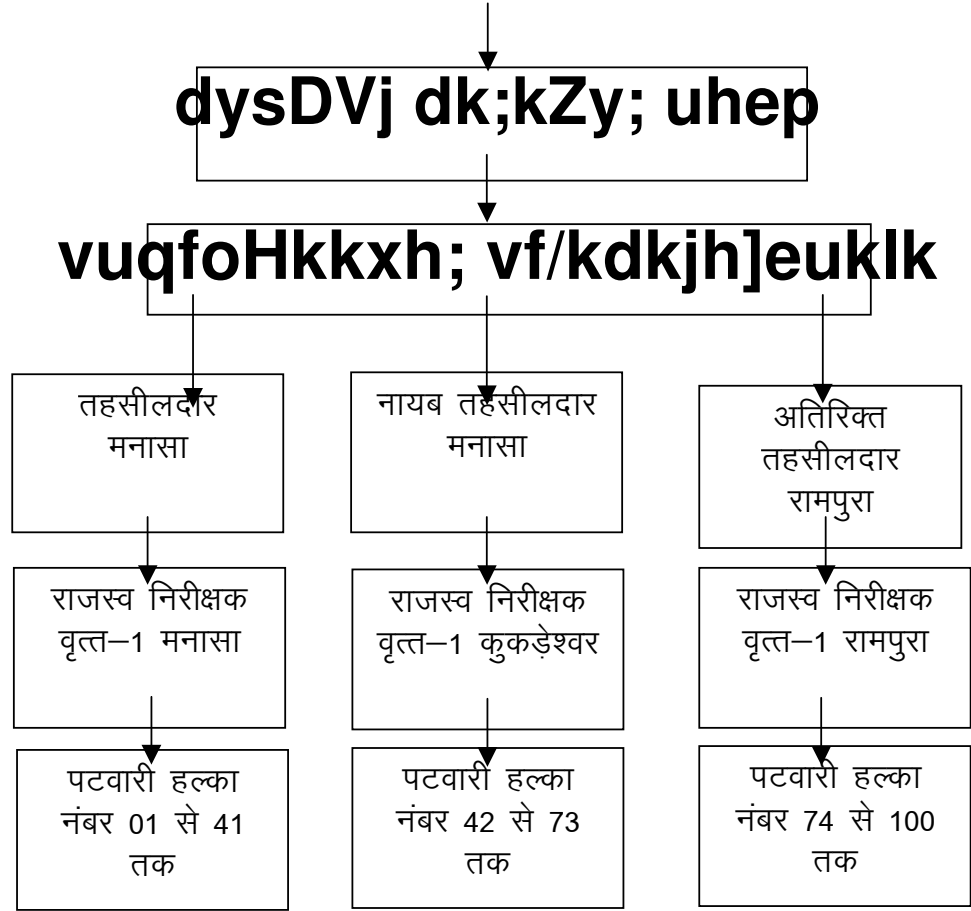 dysDVj dk;kZy; uhep
vuqfoHkkxh; vf/kdkjh]euklk
तहसीलदार
मनासा
नायब तहसीलदार
मनासा
अतिरिक्त
तहसीलदार
रामपुरा
राजस्व निरीक्षक
वृत्त–1 मनासा
राजस्व निरीक्षक
वृत्त–1 कुकड़ेश्वर
राजस्व निरीक्षक
वृत्त–1 रामपुरा
पटवारी हल्का
नंबर 01 से 41
तक
पटवारी हल्का
नंबर 42 से 73
तक
पटवारी हल्का
नंबर 74 से 100
तक